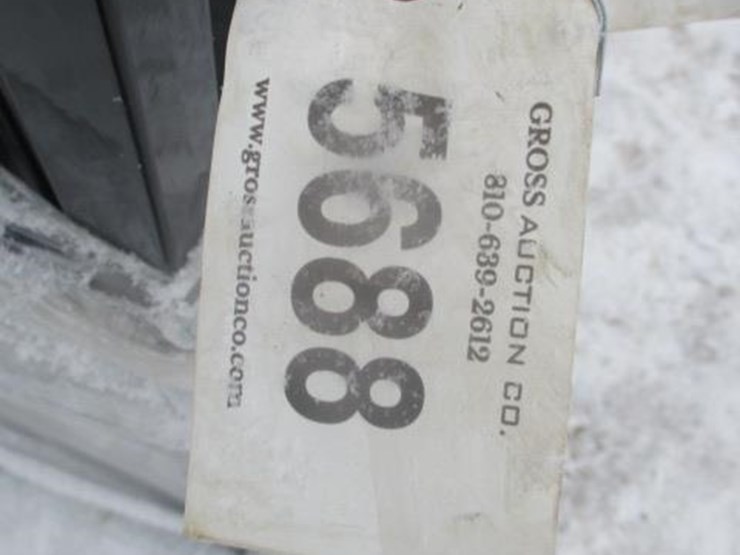 GROSS AUCTION CO.
810-639-2612
5688
www.grossauctionco.com